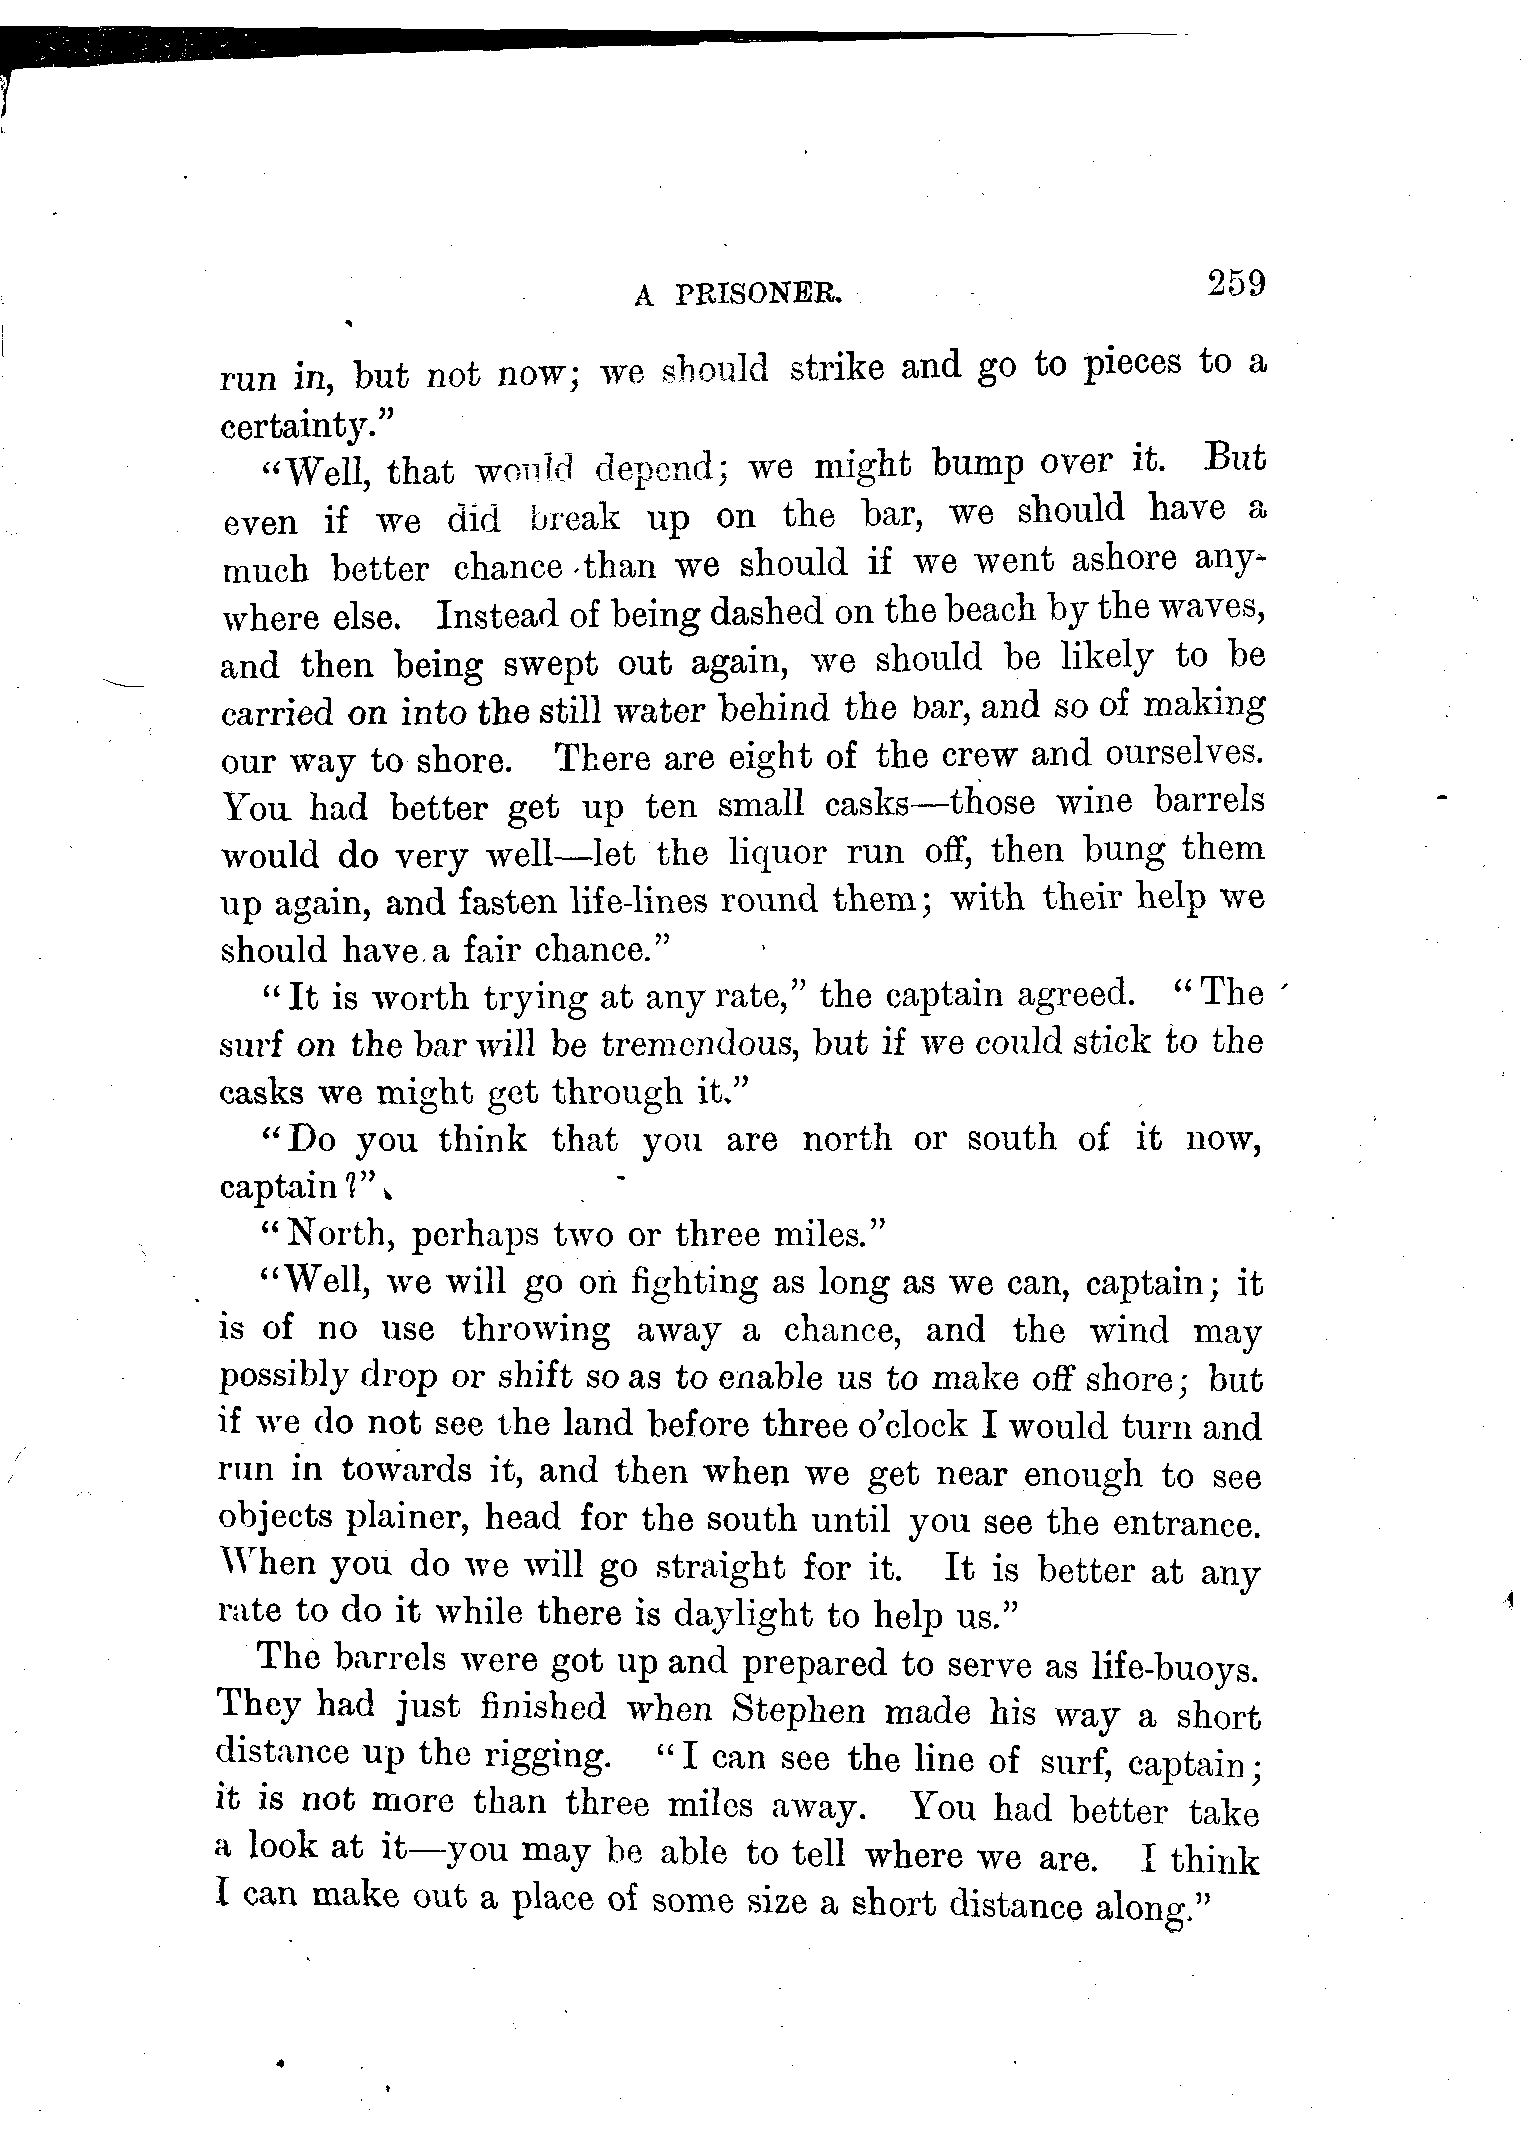 A PRISONER. 259
run in, but not now; we should strike and go to pieces to a
certainty.”
“Well, that would depend; we might bump over it. But
even if we did break up on the bar, we should have a
much better chance than we should if we went ashore any-
where else. Instead of being dashed on the beach by the waves,
and then being swept out again, we should be likely to be
carried on into the still water behind the bar, and so of making
our way to shore. There are eight of the crew and ourselves.
You had better get up ten small casks—those wine barrels
would do very well—let the liquor run off, then bung them
up again, and fasten life-lines round them; with their help we
should have a fair chance.”
“It is worth trying at any rate,” the captain agreed. “The
surf on the bar will be tremendous, but if we could stick to the
casks we might get through it.”
“Do you think that you are north or south of it now,
captain?”
“North, perhaps two or three miles.”
“Well, we will go on fighting as long as we can, captain; it
is of no use throwing away a chance, and the wind may
possibly drop or shift so as to enable us to make off shore; but
if we do not see the land before three o’clock I would turn and
run in towards it, and then when we get near enough to see
objects plainer, head for the south until you see the entrance.
When you do we will go straight for it. It is better at any
rate to do it while there is daylight to help us.”
The barrels were got up and prepared to serve as life-buoys.
They had just finished when Stephen made his way a short
distance up the rigging. “I can see the line of surf, captain;
it is not more than three miles away. You had better take
a look at it—you may be able to tell where we are. I think
I can make out a place of some size a short distance along.”